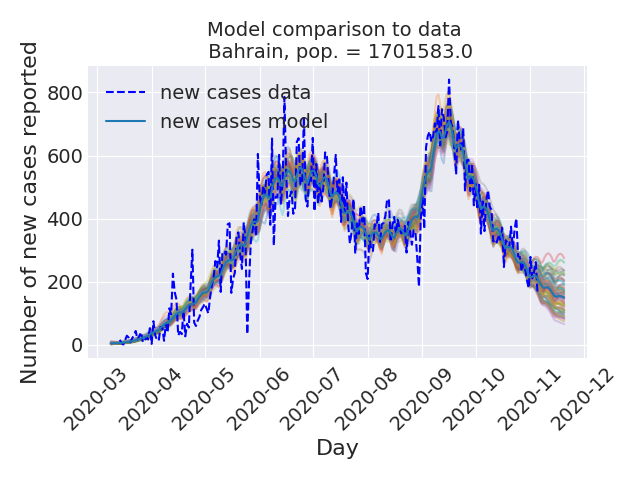 Model comparison to data
Bahrain, pop. = 1701583.0
Number of new cases reported
800
600
400
200
0
new cases data
new cases model
2020-03
2020-04
2020-05
2020-06
2020-07
2020-08
2020-09
2020-10
2020-11
2020-12
Day